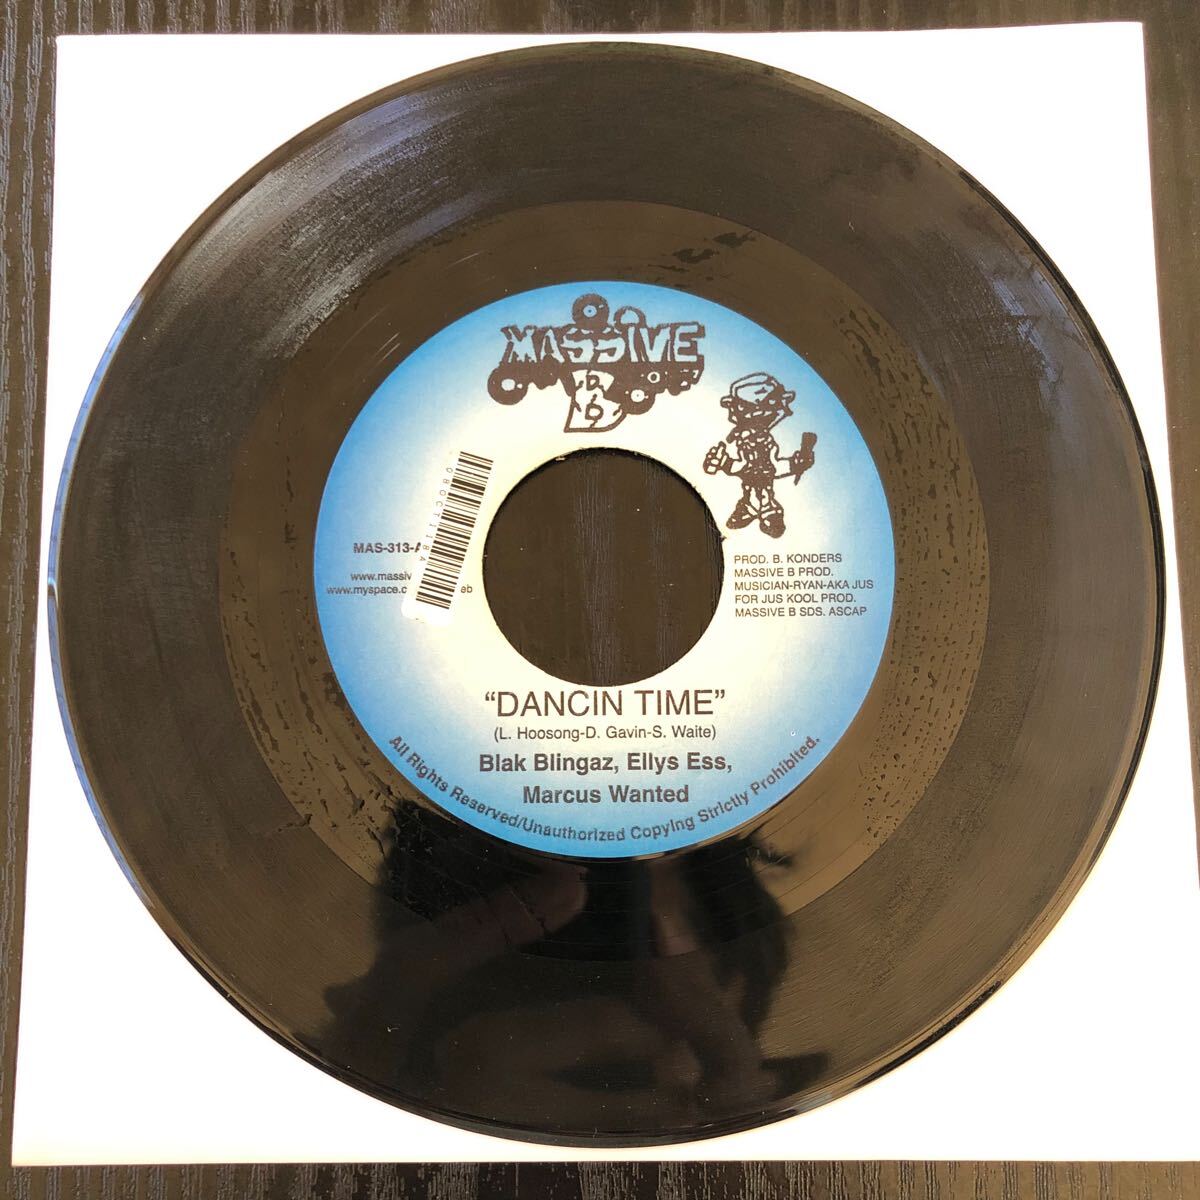 MASSIVE
B
080CT118A
MAS-313-A
www.massiv
www.myspace.c eb
PROD. B. KONDERS
MASSIVE B PROD.
MUSICIAN-RYAN-AKA JUS
FOR JUS KOOL PROD.
MASSIVE B SDS. ASCAP
“DANCIN TIME”
(L. Hoosong-D. Gavin-S. Waite)
Blak Blingaz, Ellys Ess,
Marcus Wanted
All Rights Reserved/Unauthorized Copying Strictly Prohibited.